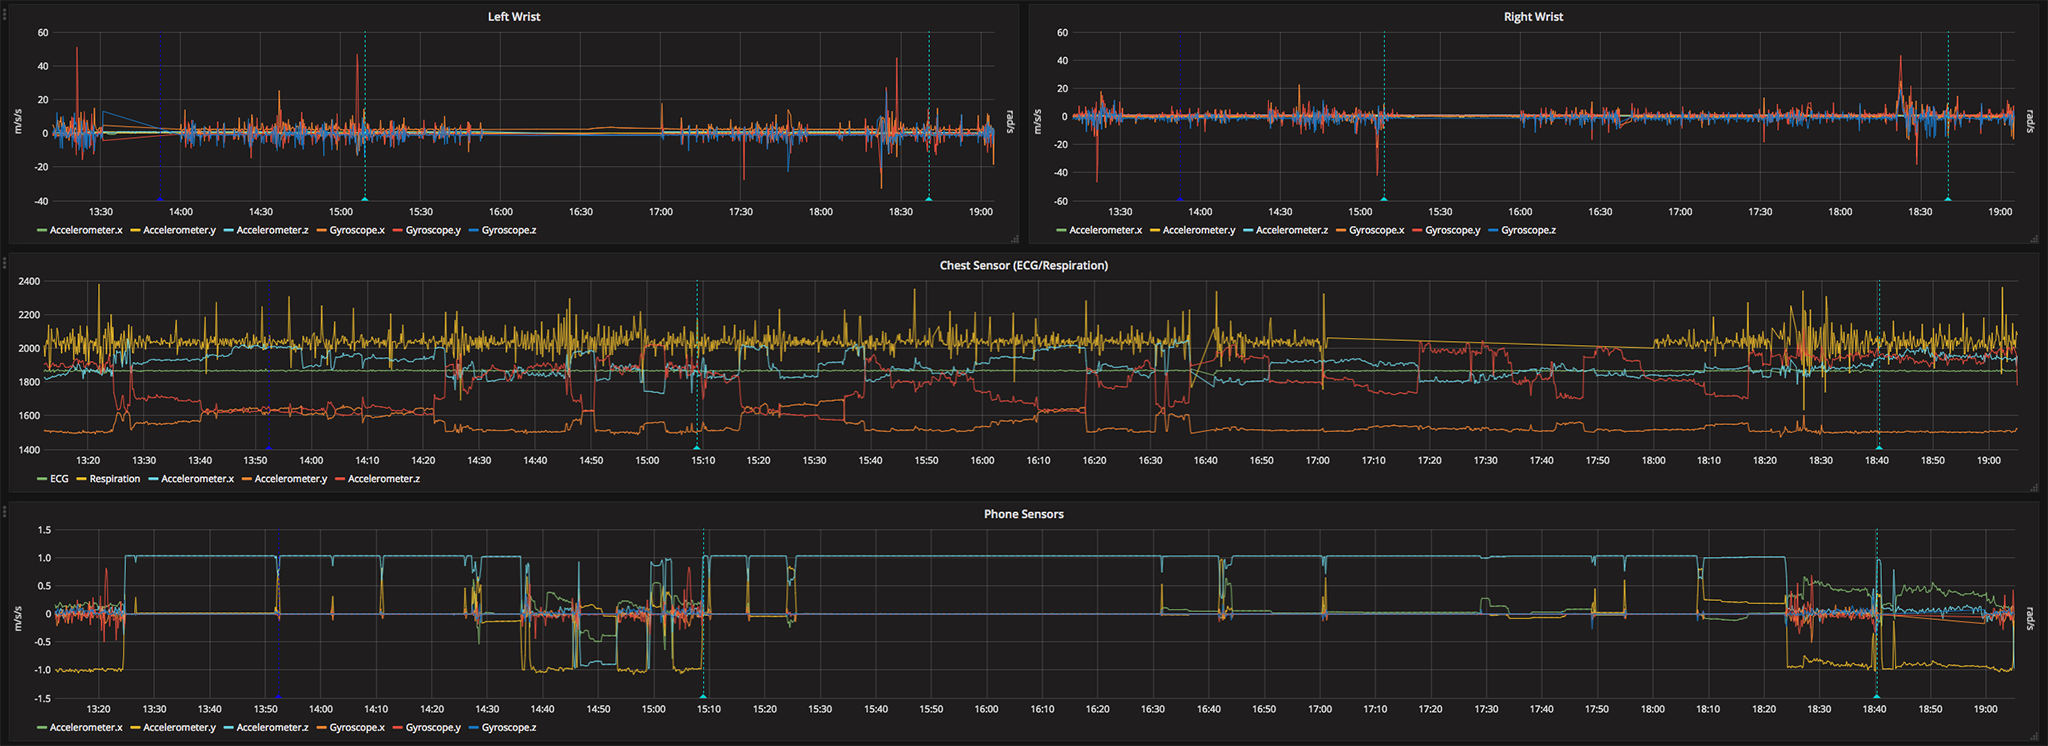 Left Wrist
60
40
20
0
-20
-40
m/s/s
rad/s
13:30 14:00 14:30 15:00 15:30 16:00 16:30 17:00 17:30 18:00 18:30 19:00
Accelerometer.x Accelerometer.y Accelerometer.z Gyroscope.x Gyroscope.y Gyroscope.z
Right Wrist
60
40
20
0
-20
-40
-60
m/s/s
rad/s
13:30 14:00 14:30 15:00 15:30 16:00 16:30 17:00 17:30 18:00 18:30 19:00
Accelerometer.x Accelerometer.y Accelerometer.z Gyroscope.x Gyroscope.y Gyroscope.z
Chest Sensor (ECG/Respiration)
2400
2200
2000
1800
1600
1400
13:20 13:30 13:40 13:50 14:00 14:10 14:20 14:30 14:40 14:50 15:00 15:10 15:20 15:30 15:40 15:50 16:00 16:10 16:20 16:30 16:40 16:50 17:00 17:10 17:20 17:30 17:40 17:50 18:00 18:10 18:20 18:30 18:40 18:50 19:00
ECG Respiration Accelerometer.x Accelerometer.y Accelerometer.z
Phone Sensors
1.5
1.0
0.5
0
-0.5
-1.0
-1.5
m/s/s
rad/s
13:20 13:30 13:40 13:50 14:00 14:10 14:20 14:30 14:40 14:50 15:00 15:10 15:20 15:30 15:40 15:50 16:00 16:10 16:20 16:30 16:40 16:50 17:00 17:10 17:20 17:30 17:40 17:50 18:00 18:10 18:20 18:30 18:40 18:50 19:00
Accelerometer.x Accelerometer.y Accelerometer.z Gyroscope.x Gyroscope.y Gyroscope.z